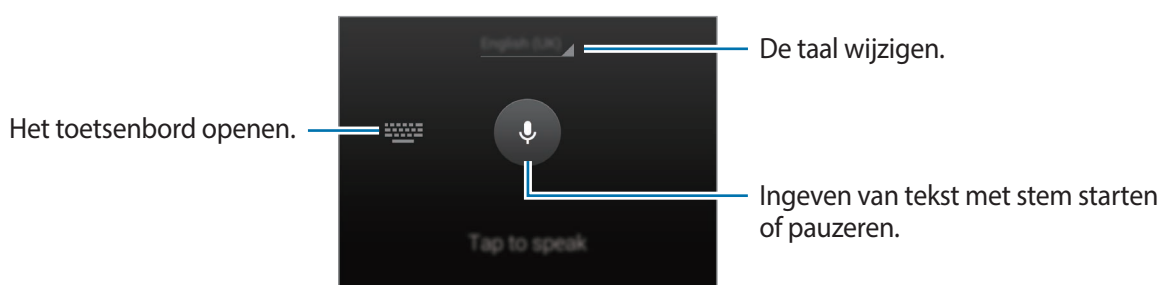 English (UK)
De taal wijzigen.
Het toetsenbord openen.
Ingeven van tekst met stem starten
of pauzeren.
Tap to speak